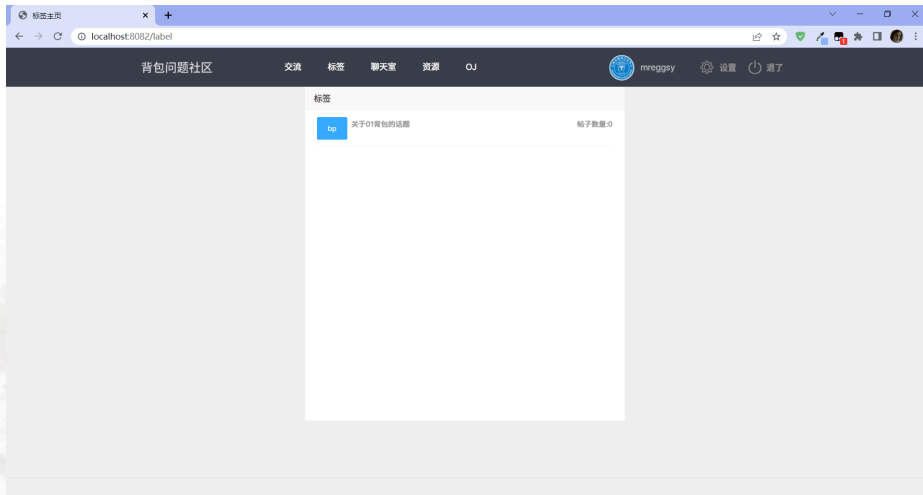 标签主页
localhost:8082/label
背包问题社区 交流 标签 聊天室 资源 OJ mreggsy 设置 退了
标签
bp 关于01背包的话题 帖子数量:0